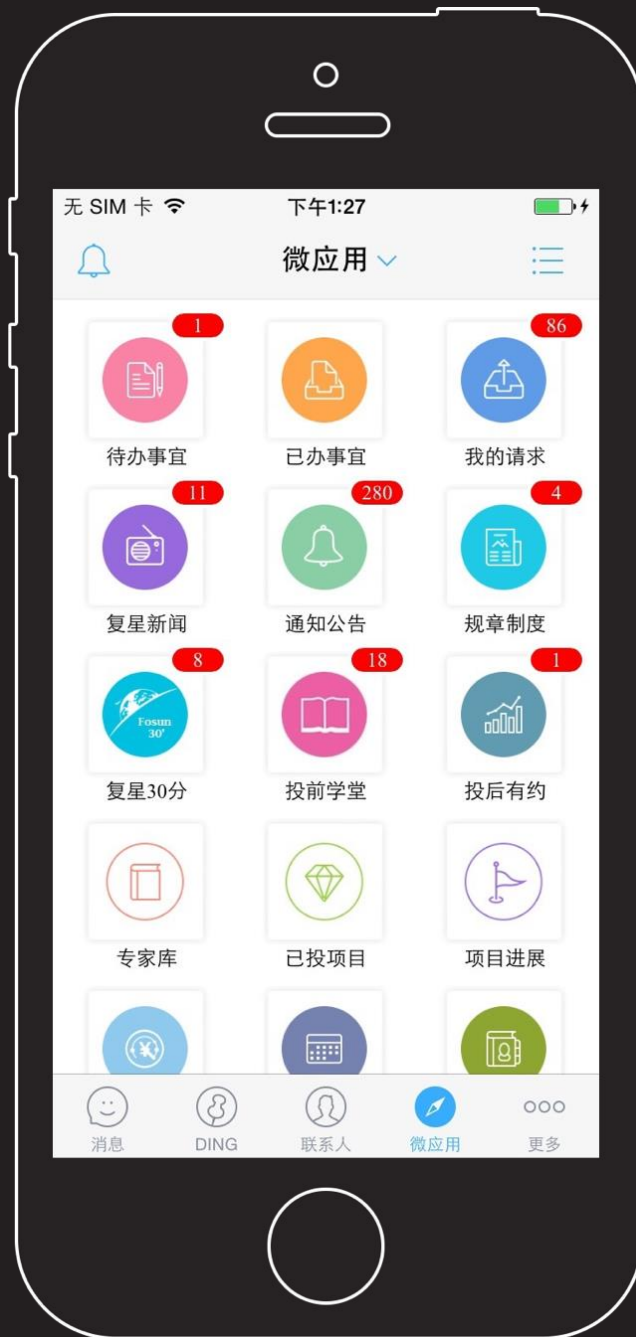 无 SIM 卡 下午1:27
微应用
1 86
待办事宜 已办事宜 我的请求
11 280 4
复星新闻 通知公告 规章制度
8 18 1
Fosun
30'
复星30分 投前学堂 投后有约
专家库 已投项目 项目进展
消息 DING 联系人 微应用 更多